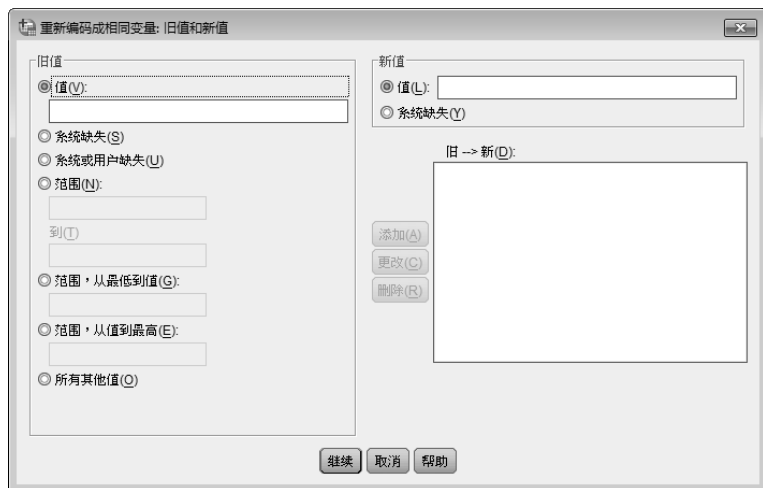 重新编码成相同变量: 旧值和新值
旧值
值(V):
系统缺失(S)
系统或用户缺失(U)
范围(N):
到(T)
范围，从最低到值(G):
范围，从值到最高(E):
所有其他值(O)
新值
值(L):
系统缺失(Y)
旧 --> 新(D):
添加(A)
更改(C)
删除(R)
继续
取消
帮助